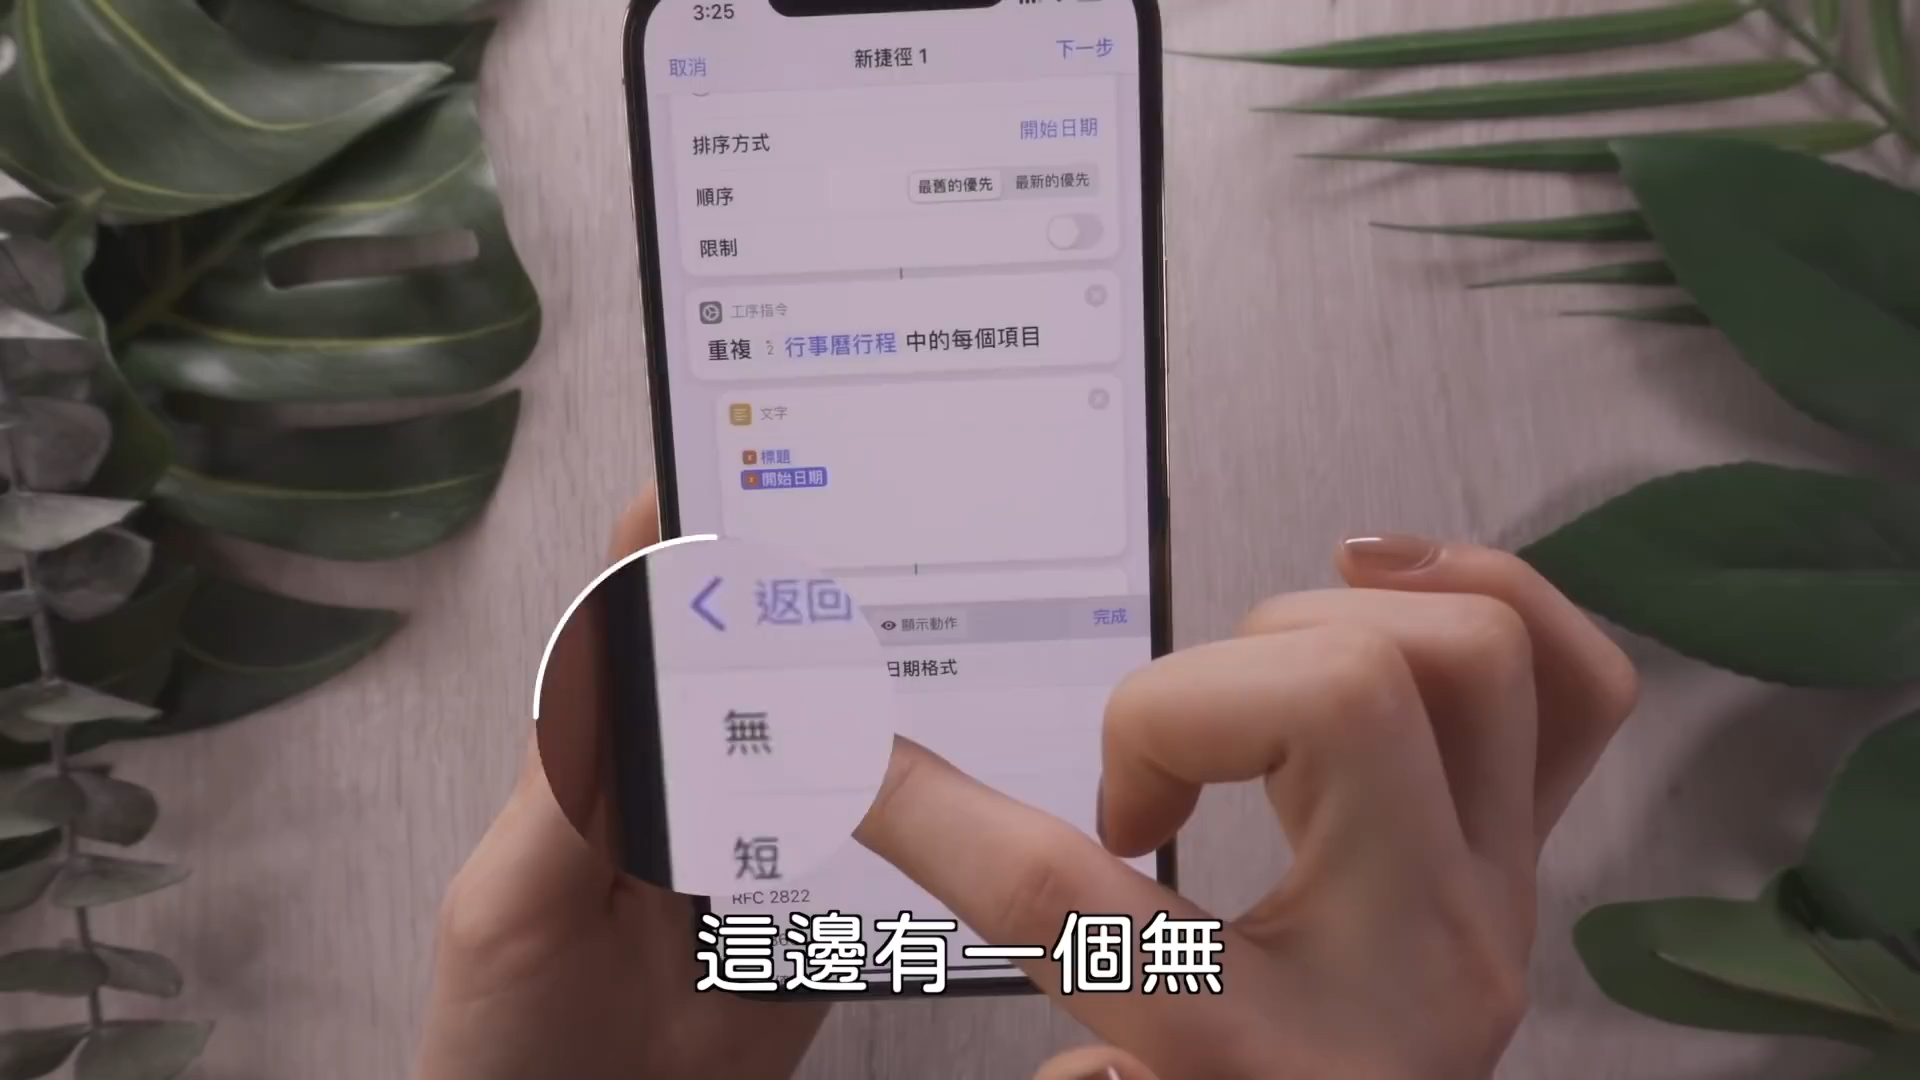 3:25
取消
新捷徑 1
下一步
排序方式
開始日期
順序
最舊的優先
最新的優先
限制
工序指令
重複 行事曆行程 中的每個項目
文字
標題
開始日期
返回
顯示動作
完成
日期格式
無
短
RFC 2822
這邊有一個無